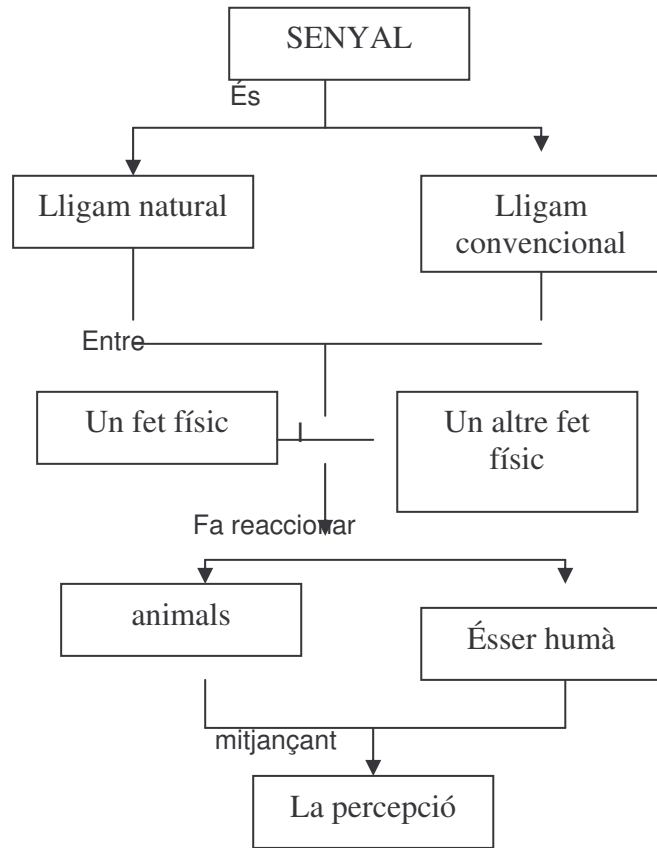 SENYAL
És
Lligam natural
Lligam
convencional
Entre
Un fet físic
I
Un altre fet
físic
Fa reaccionar
animals
Ésser humà
mitjançant
La percepció